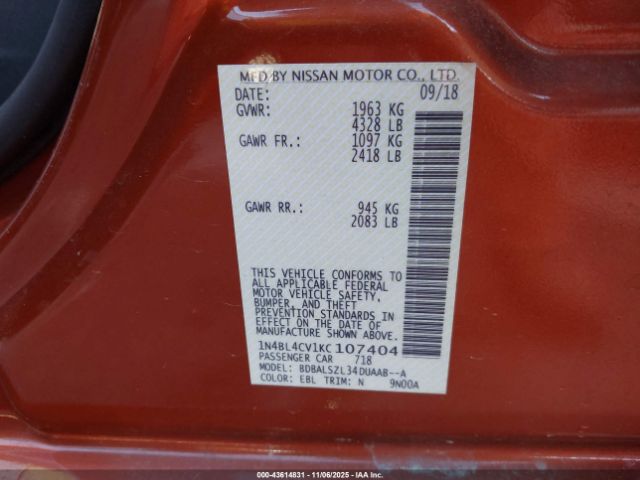 MFD BY NISSAN MOTOR CO., LTD.
DATE: 09/18
GVWR: 1963 KG
4328 LB
GAWR FR.: 1097 KG
2418 LB
GAWR RR.: 945 KG
2083 LB
THIS VEHICLE CONFORMS TO
ALL APPLICABLE FEDERAL
MOTOR VEHICLE SAFETY,
BUMPER, AND THEFT
PREVENTION STANDARDS IN
EFFECT ON THE DATE OF
MANUFACTURE SHOWN ABOVE.
1N4BL4CV1KC107404
PASSENGER CAR 718
MODEL: BDBALSZL34DUAAB--A
COLOR: EBL TRIM: N 9N00A
000-43614831 - 11/06/2025 - IAA Inc.